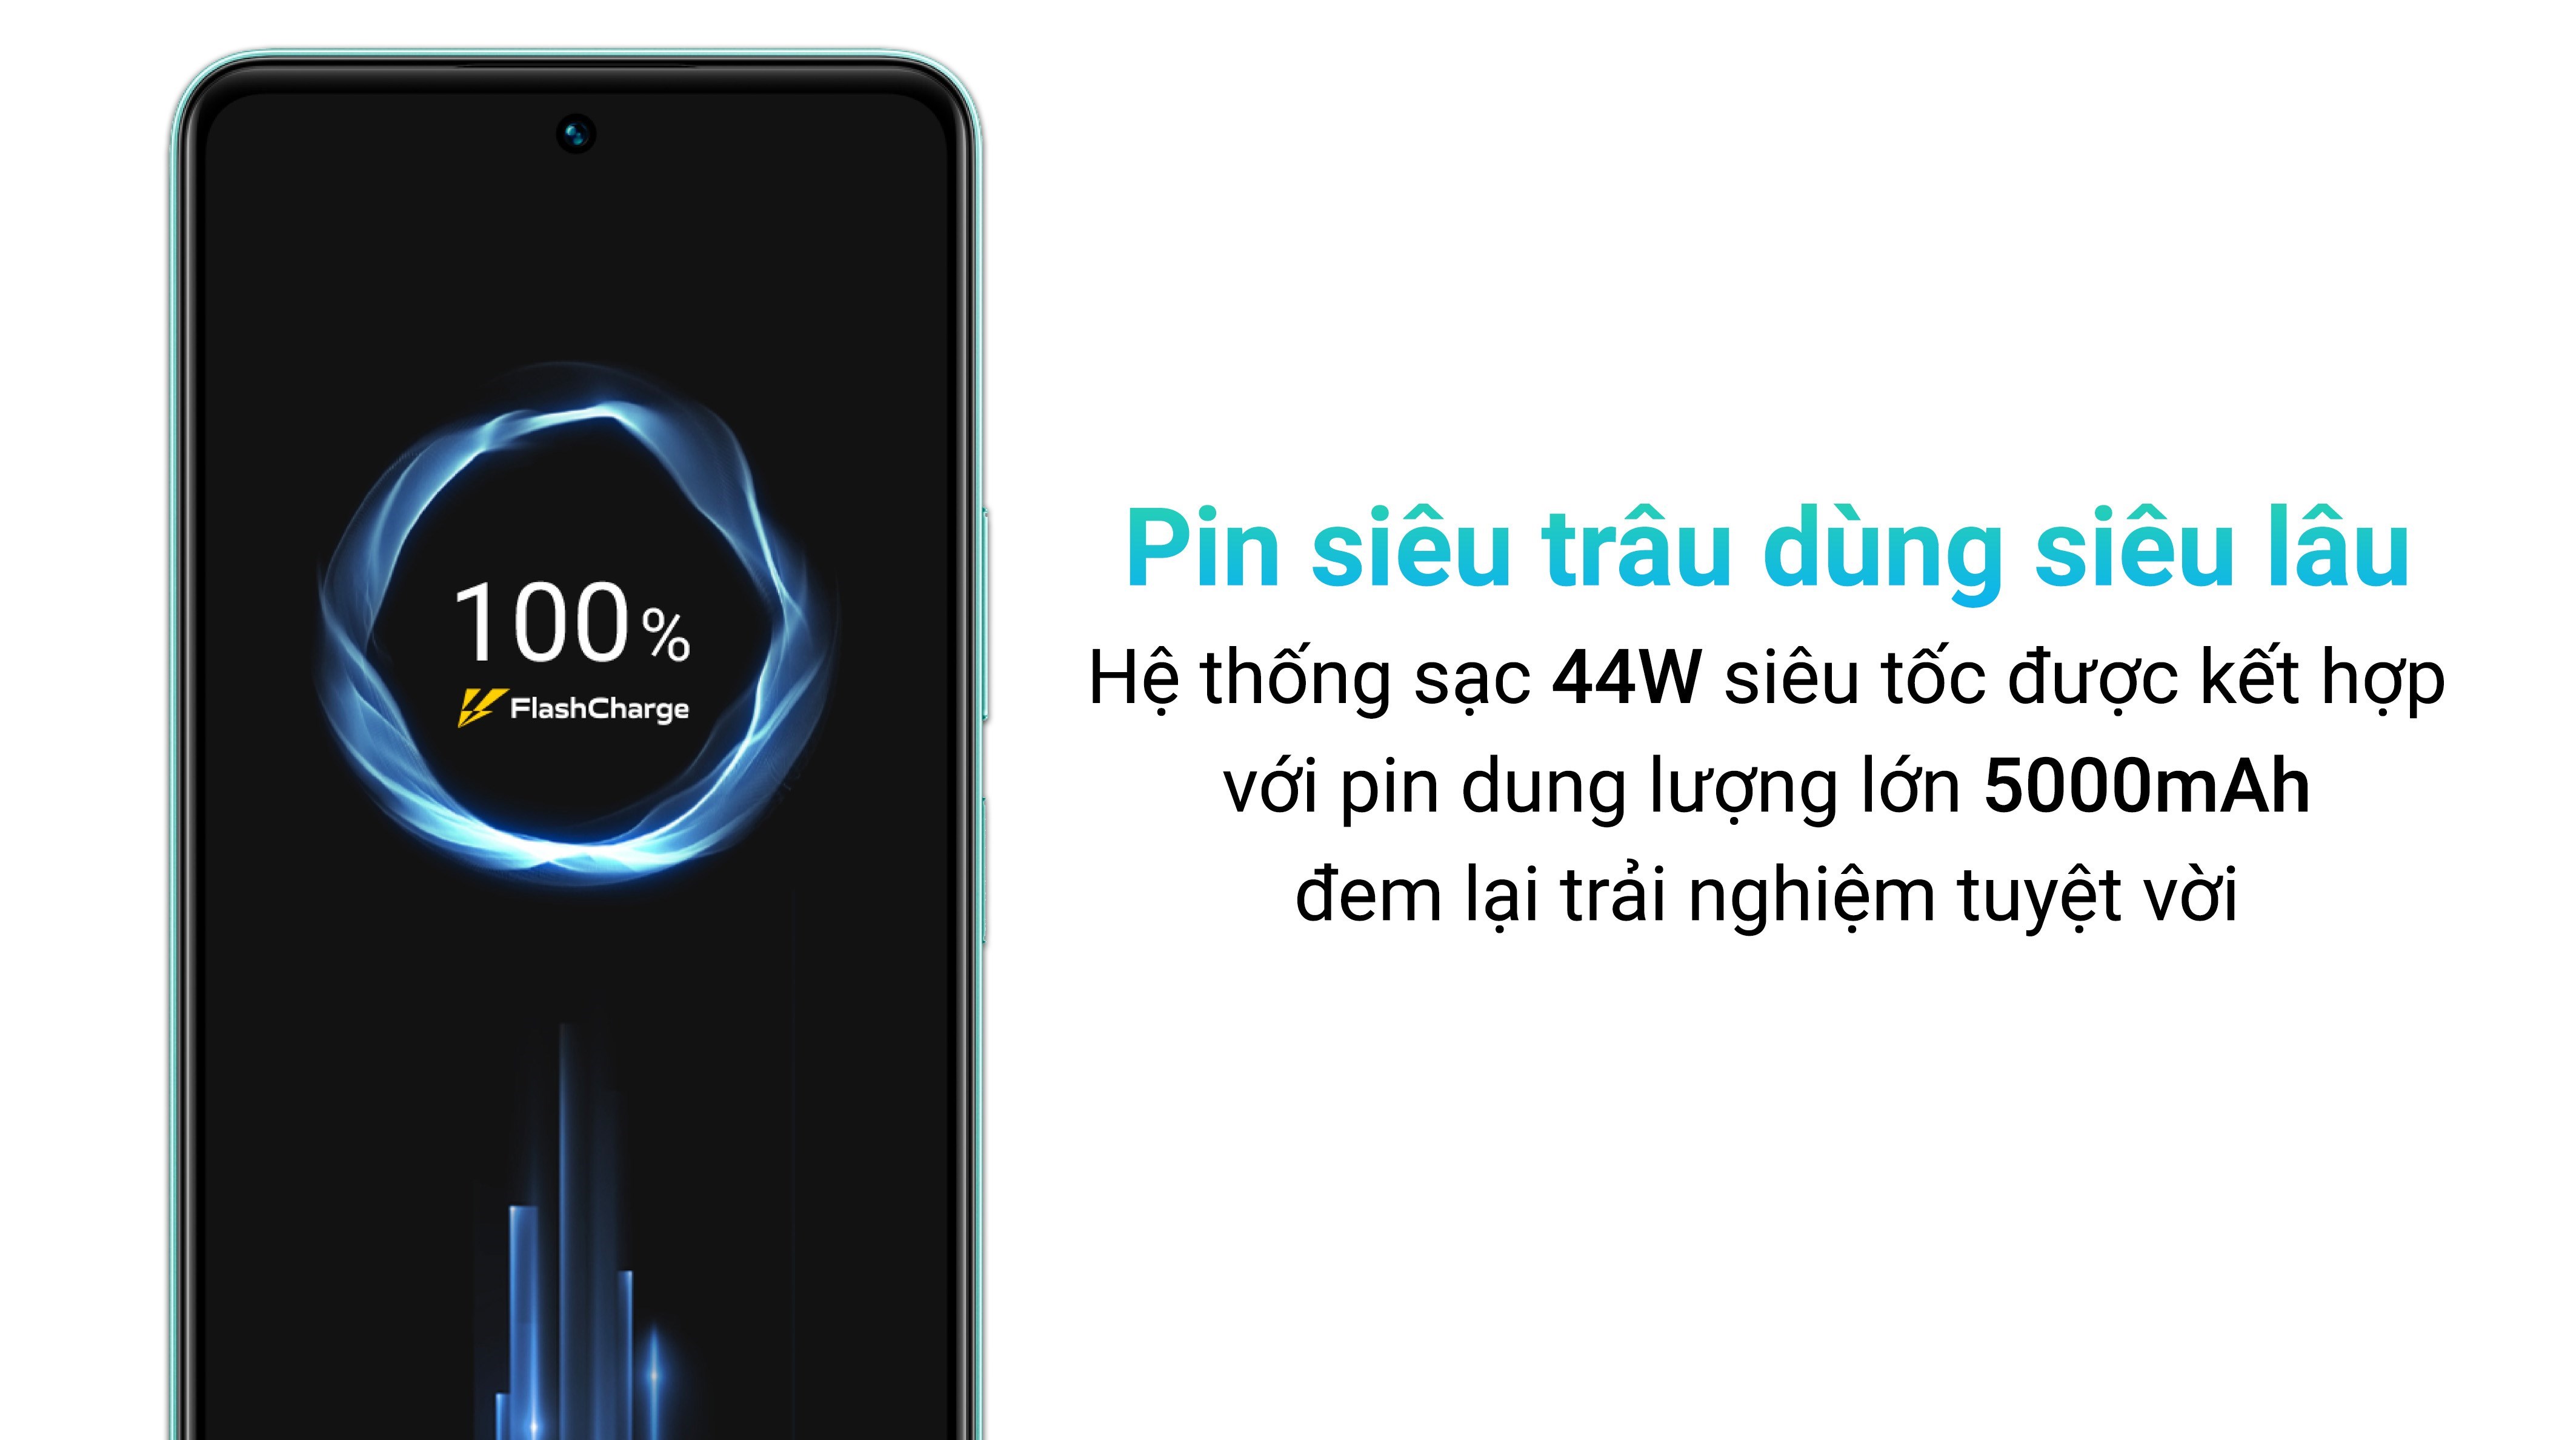 100%
FlashCharge
Pin siêu trâu dùng siêu lâu
Hệ thống sạc 44W siêu tốc được kết hợp
với pin dung lượng lớn 5000mAh
đem lại trải nghiệm tuyệt vời